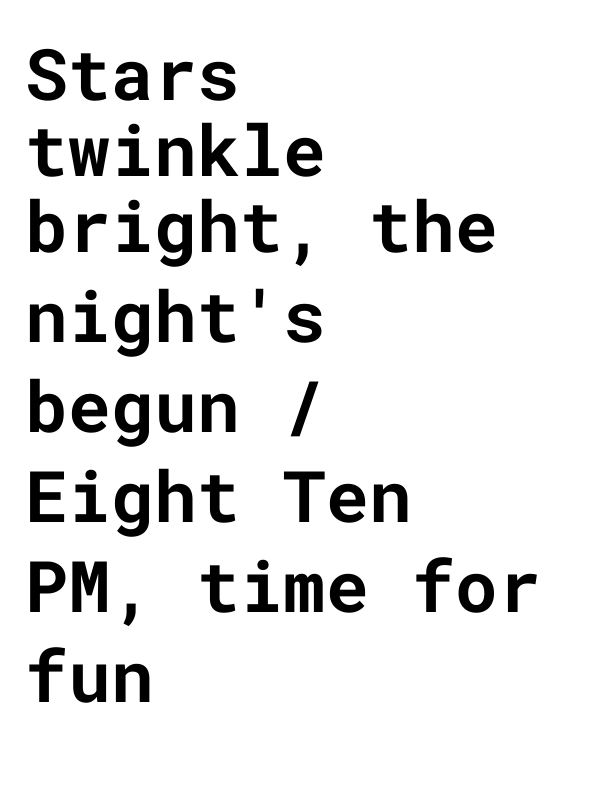 Stars
twinkle
bright, the
night's
begun /
Eight Ten
PM, time for
fun